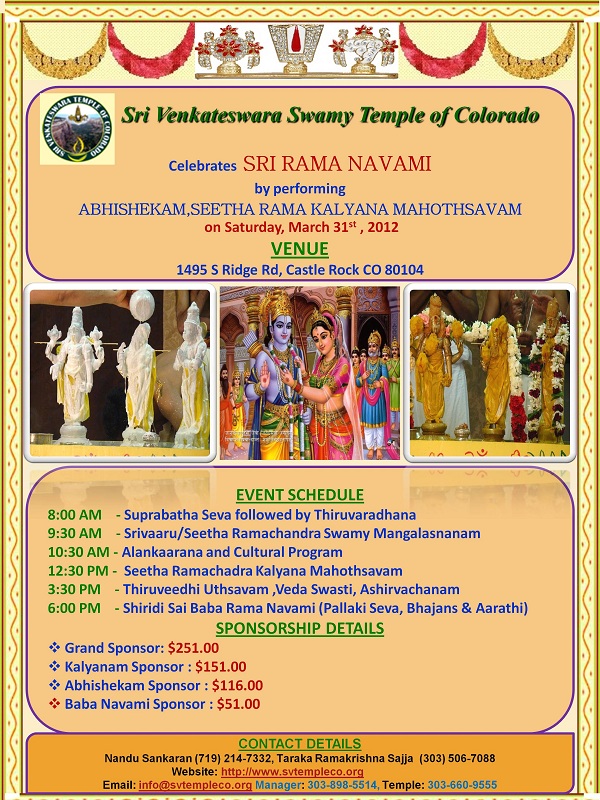 SRI VENKATESWARA TEMPLE OF COLORADO
Sri Venkateswara Swamy Temple of Colorado
Celebrates SRI RAMA NAVAMI
by performing
ABHISHEKAM,SEETHA RAMA KALYANA MAHOTHSAVAM
on Saturday, March 31st , 2012
VENUE
1495 S Ridge Rd, Castle Rock CO 80104
EVENT SCHEDULE
8:00 AM - Suprabatha Seva followed by Thiruvaradhana
9:30 AM - Srivaaru/Seetha Ramachandra Swamy Mangalasnanam
10:30 AM - Alankaarana and Cultural Program
12:30 PM - Seetha Ramachadra Kalyana Mahothsavam
3:30 PM - Thiruveedhi Uthsavam ,Veda Swasti, Ashirvachanam
6:00 PM - Shiridi Sai Baba Rama Navami (Pallaki Seva, Bhajans & Aarathi)
SPONSORSHIP DETAILS
❖ Grand Sponsor: $251.00
❖ Kalyanam Sponsor : $151.00
❖ Abhishekam Sponsor : $116.00
❖ Baba Navami Sponsor : $51.00
CONTACT DETAILS
Nandu Sankaran (719) 214-7332, Taraka Ramakrishna Sajja (303) 506-7088
Website: http://www.svtempleco.org
Email: info@svtempleco.org Manager: 303-898-5514, Temple: 303-660-9555